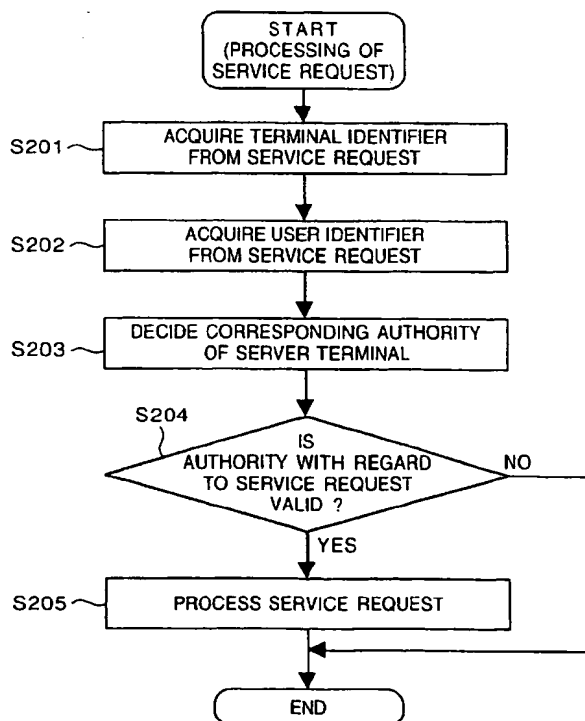 START
(PROCESSING OF
SERVICE REQUEST)
S201
ACQUIRE TERMINAL IDENTIFIER
FROM SERVICE REQUEST
S202
ACQUIRE USER IDENTIFIER
FROM SERVICE REQUEST
S203
DECIDE CORRESPONDING AUTHORITY
OF SERVER TERMINAL
S204
IS
AUTHORITY WITH REGARD
TO SERVICE REQUEST
VALID ?
NO
YES
S205
PROCESS SERVICE REQUEST
END